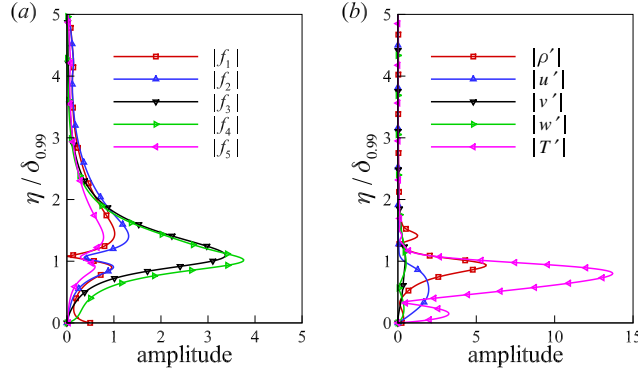 (a)
5
4
3
2
1
0
η / δ0.99
|f1|
|f2|
|f3|
|f4|
|f5|
0 1 2 3 4 5
amplitude
(b)
5
4
3
2
1
0
η / δ0.99
|ρ′|
|u′|
|v′|
|w′|
|T′|
0 5 10 15
amplitude